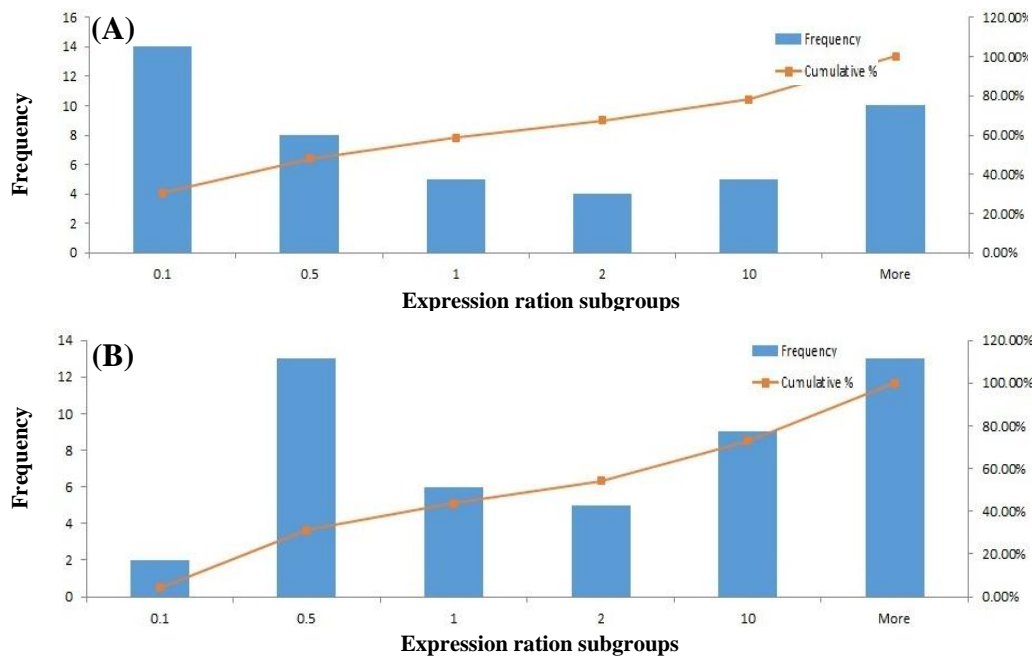 (A)
Frequency
16
14
12
10
8
6
4
2
0
120.00%
100.00%
80.00%
60.00%
40.00%
20.00%
0.00%
Frequency
Cumulative %
0.1 0.5 1 2 10 More
Expression ration subgroups
(B)
Frequency
14
12
10
8
6
4
2
0
120.00%
100.00%
80.00%
60.00%
40.00%
20.00%
0.00%
Frequency
Cumulative %
0.1 0.5 1 2 10 More
Expression ration subgroups